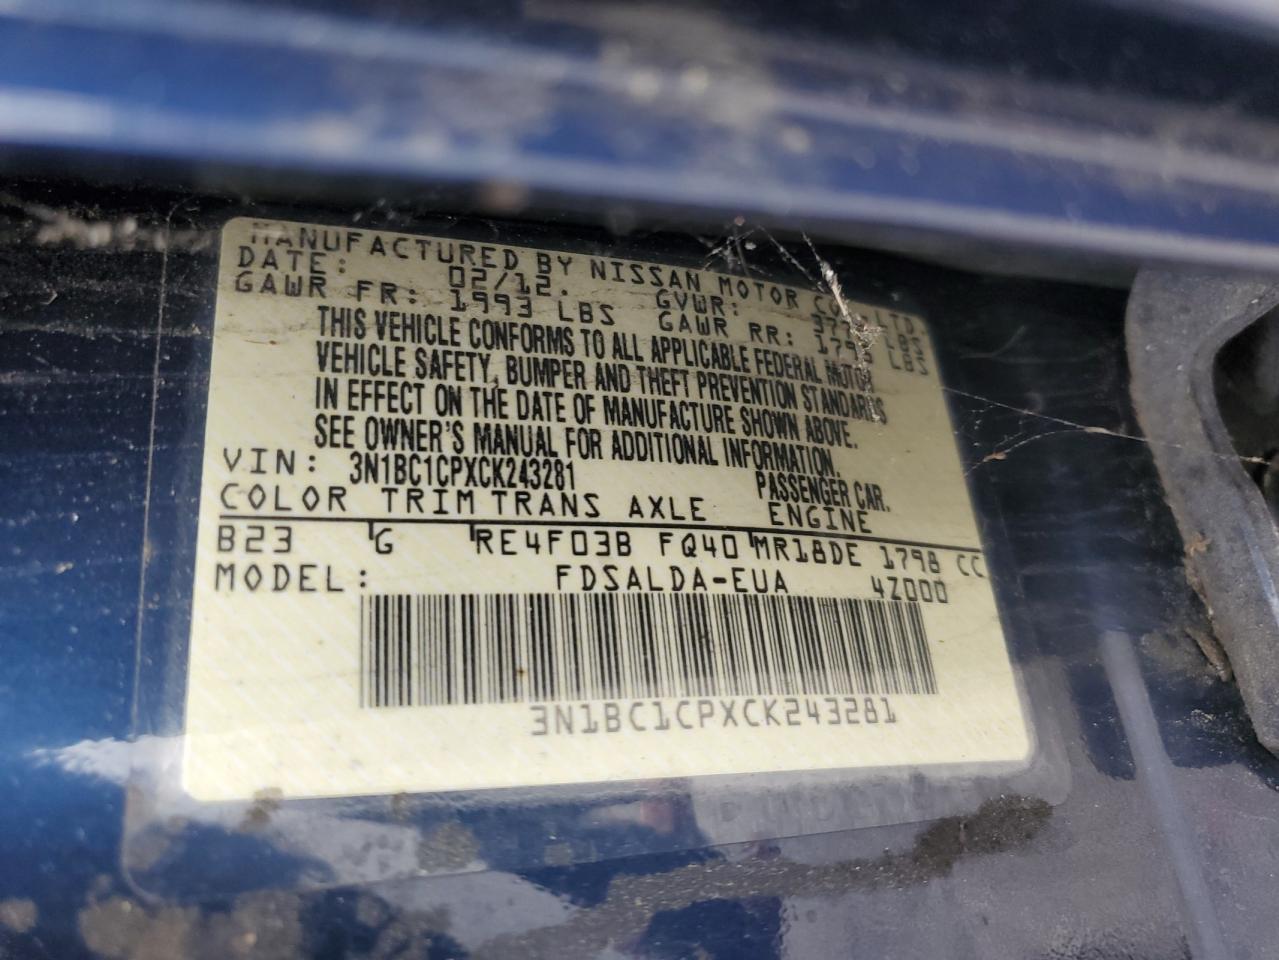 MANUFACTURED BY NISSAN MOTOR CO., LTD.
DATE: 02/12. GVWR: LBS
GAWR FR: 1993 LBS GAWR RR: LBS
THIS VEHICLE CONFORMS TO ALL APPLICABLE FEDERAL MOTOR
VEHICLE SAFETY, BUMPER AND THEFT PREVENTION STANDARDS
IN EFFECT ON THE DATE OF MANUFACTURE SHOWN ABOVE.
SEE OWNER'S MANUAL FOR ADDITIONAL INFORMATION.
VIN: 3N1BC1CPXCK243281 PASSENGER CAR.
COLOR TRIM TRANS AXLE ENGINE
B23 G RE4F03B FQ40 MR18DE 1798 CC
MODEL: FDSALDA-EUA 4Z000
3N1BC1CPXCK243281